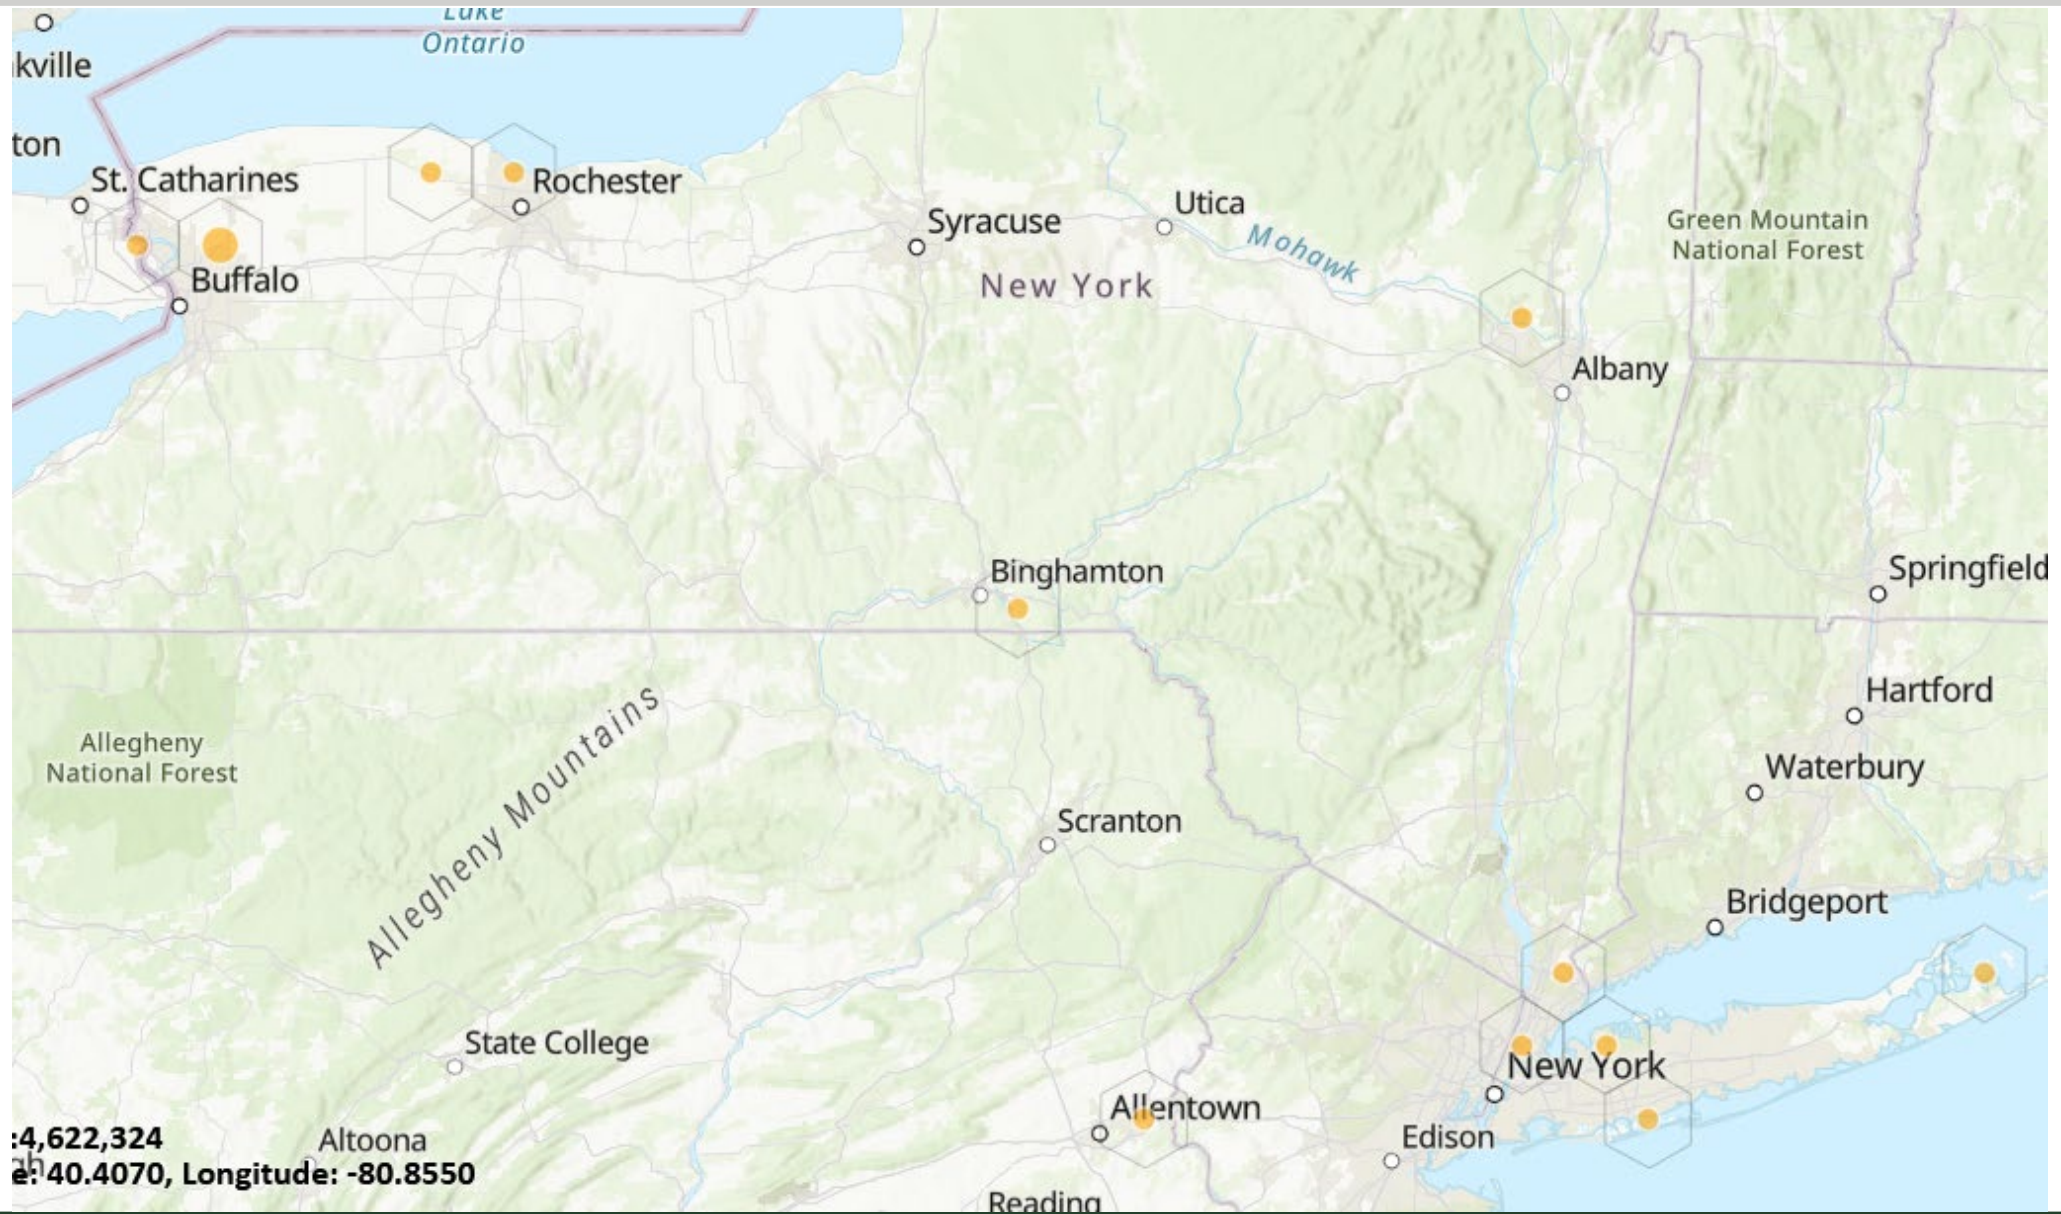 Lake
Ontario
kville
ton
St. Catharines
Rochester
Buffalo
Syracuse
Utica
Mohawk
New York
Green Mountain
National Forest
Albany
Binghamton
Springfield
Hartford
Waterbury
Allegheny
National Forest
Allegheny Mountains
Scranton
Bridgeport
State College
New York
Allentown
Edison
:4,622,324
Altoona
gh
e: 40.4070, Longitude: -80.8550
Reading